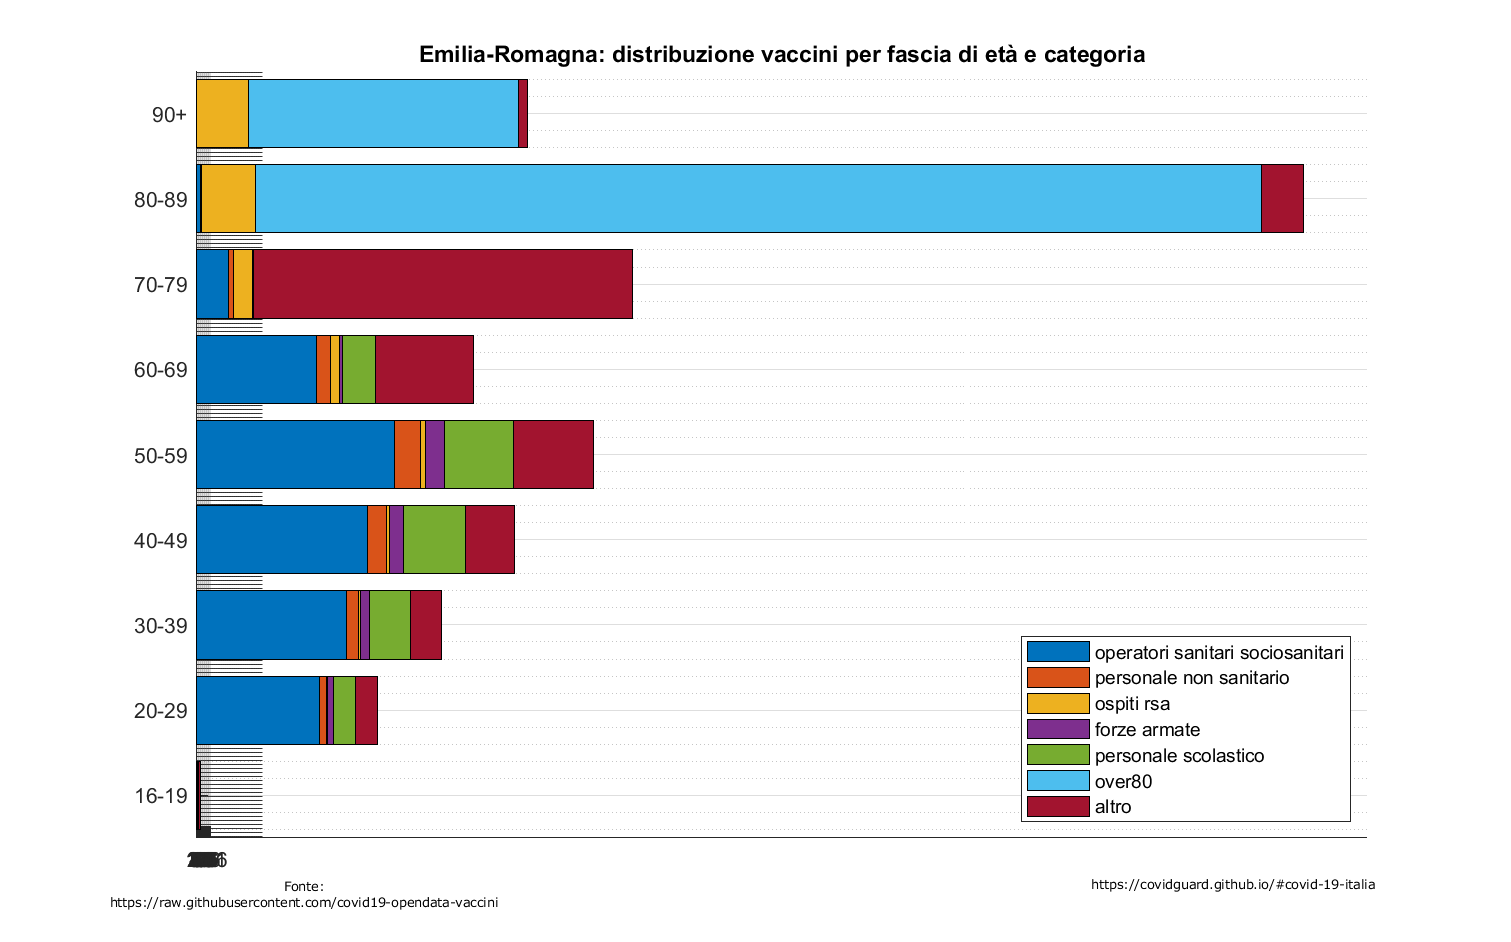 Emilia-Romagna: distribuzione vaccini per fascia di età e categoria
90+
80-89
70-79
60-69
50-59
40-49
30-39
20-29
16-19
operatori sanitari sociosanitari
personale non sanitario
ospiti rsa
forze armate
personale scolastico
over80
altro
Fonte:
https://raw.githubusercontent.com/covid19-opendata-vaccini
https://covidguard.github.io/#covid-19-italia